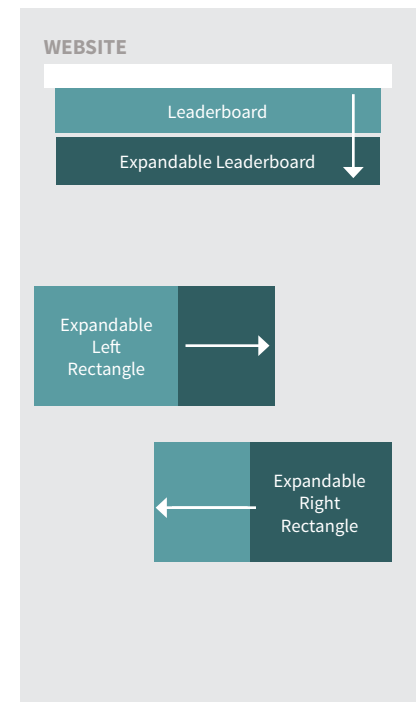 WEBSITE
Leaderboard
Expandable Leaderboard
Expandable
Left
Rectangle
Expandable
Right
Rectangle